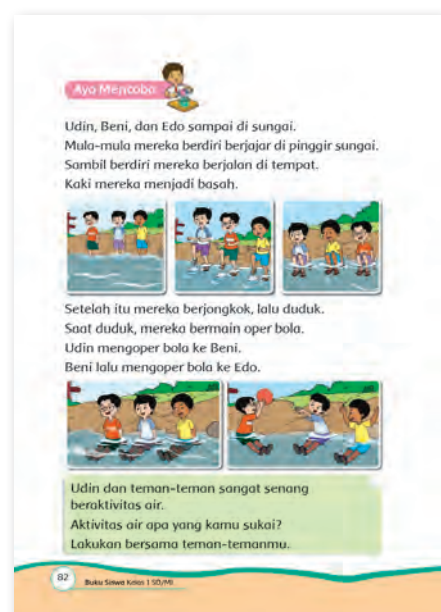 Ayo Mencoba
Udin, Beni, dan Edo sampai di sungai.
Mula-mula mereka berdiri berjajar di pinggir sungai.
Sambil berdiri mereka berjalan di tempat.
Kaki mereka menjadi basah.
Setelah itu mereka berjongkok, lalu duduk.
Saat duduk, mereka bermain oper bola.
Udin mengoper bola ke Beni.
Beni lalu mengoper bola ke Edo.
Udin dan teman-teman sangat senang
beraktivitas air.
Aktivitas air apa yang kamu sukai?
Lakukan bersama teman-temanmu.
82
Buku Siswa Kelas 1 SD/MI